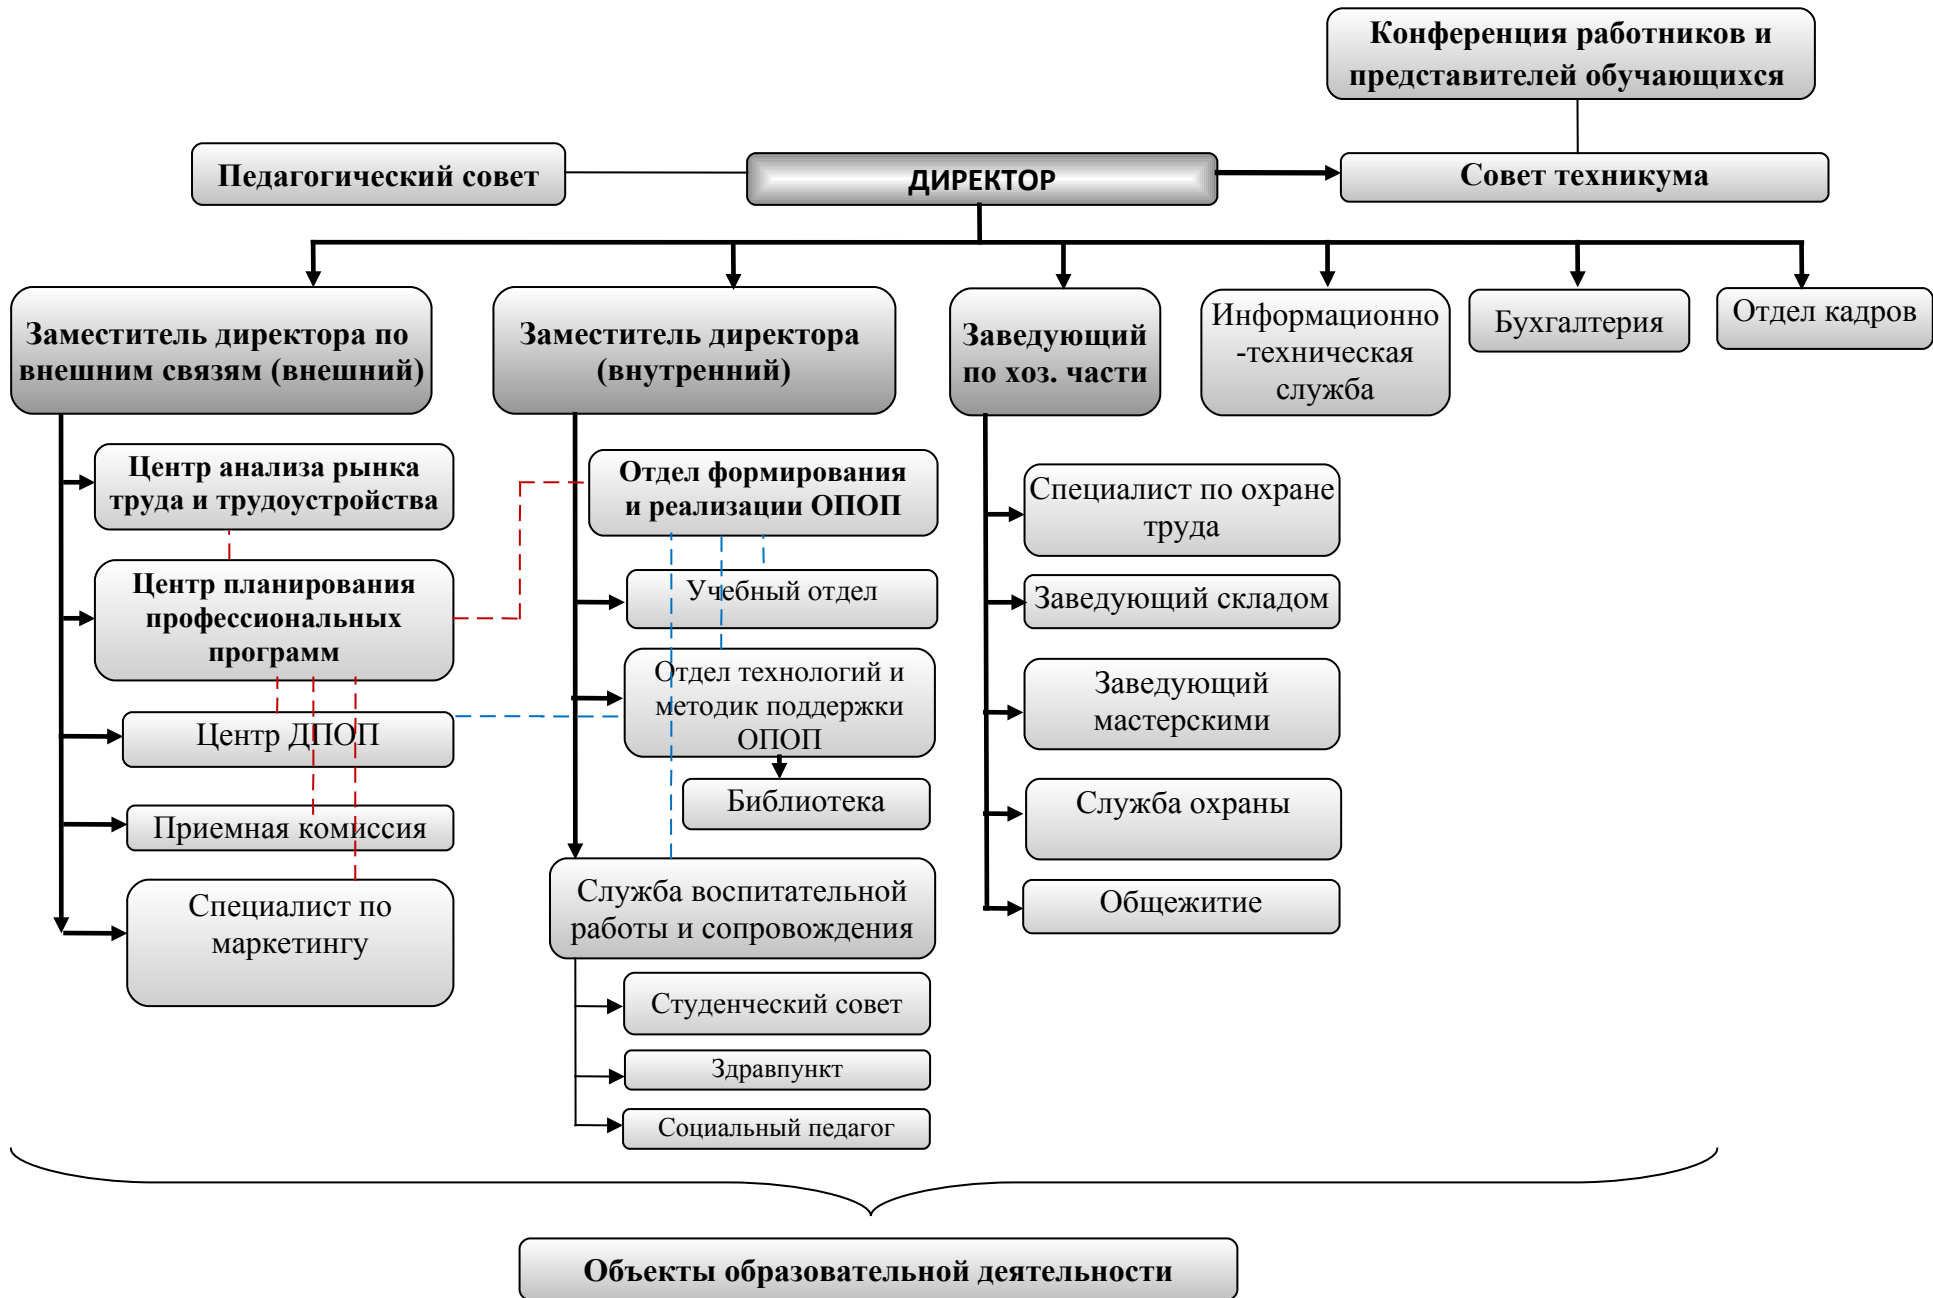 Конференция работников и
представителей обучающихся
Педагогический совет
ДИРЕКТОР
Совет техникума
Заместитель директора по
внешним связям (внешний)
Заместитель директора
(внутренний)
Заведующий
по хоз. части
Информационно
-техническая
служба
Бухгалтерия
Отдел кадров
Центр анализа рынка
труда и трудоустройства
Центр планирования
профессиональных
программ
Центр ДПОП
Приемная комиссия
Специалист по
маркетингу
Отдел формирования
и реализации ОПОП
Учебный отдел
Отдел технологий и
методик поддержки
ОПОП
Библиотека
Служба воспитательной
работы и сопровождения
Студенческий совет
Здравпункт
Социальный педагог
Специалист по охране
труда
Заведующий складом
Заведующий
мастерскими
Служба охраны
Общежитие
Объекты образовательной деятельности